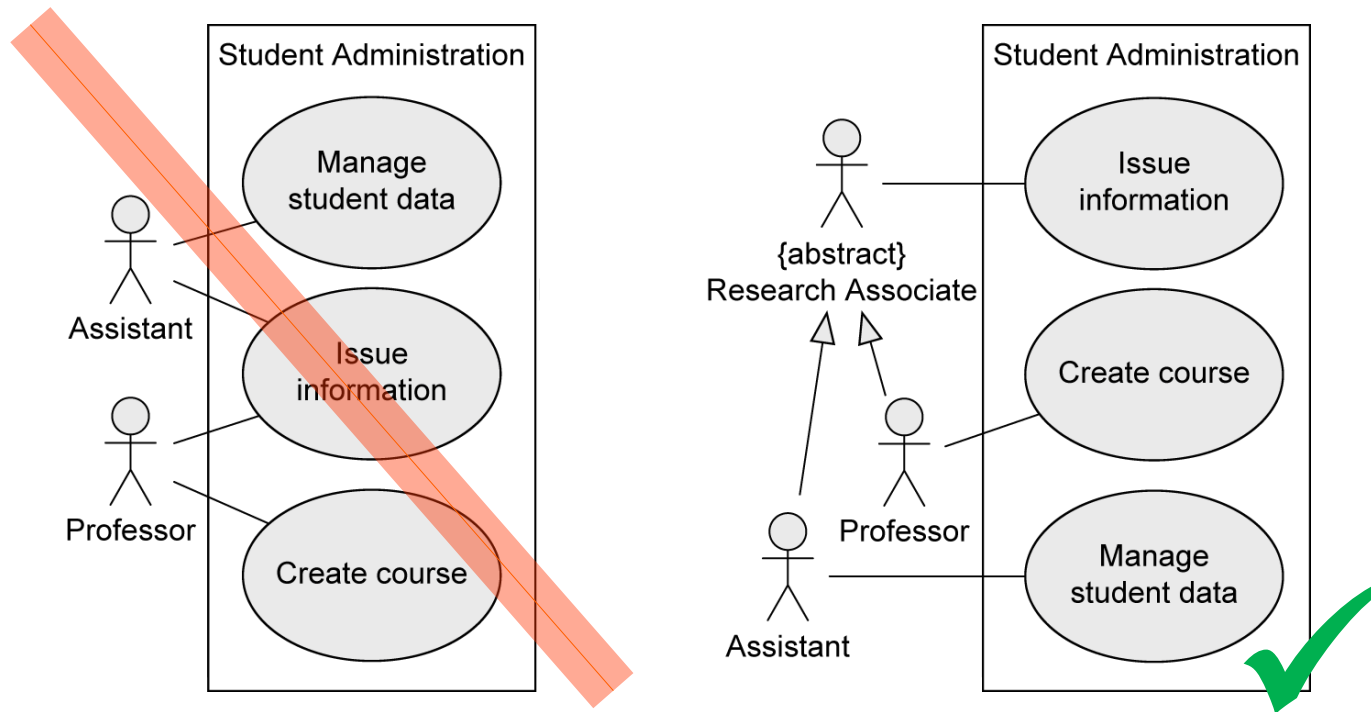 Student Administration
Manage
student data
Assistant
Issue
information
Professor
Create course
Student Administration
Issue
information
{abstract}
Research Associate
Create course
Professor
Manage
student data
Assistant